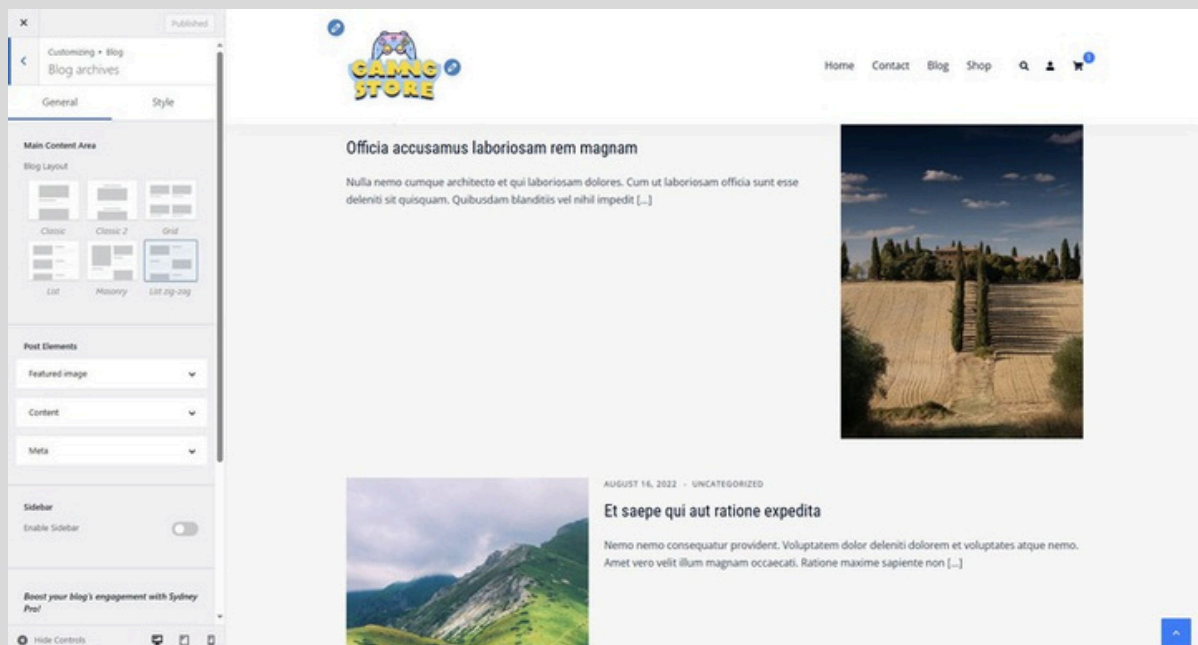 Published
Customizing • Blog
Blog archives
General
Style
Main Content Area
Blog Layout
Classic
Classic 2
Grid
List
Masonry
List zig-zag
Post Elements
Featured image
Content
Meta
Sidebar
Enable Sidebar
Boost your blog's engagement with Sydney
Pro!
Hide Controls
GAMNG
STORE
Home
Contact
Blog
Shop
Officia accusamus laboriosam rem magnam
Nulla nemo cumque architecto et qui laboriosam dolores. Cum ut laboriosam officia sunt esse
deleniti sit quisquam. Quibusdam blanditiis vel nihil impedit [...]
AUGUST 16, 2022 - UNCATEGORIZED
Et saepe qui aut ratione expedita
Nemo nemo consequatur provident. Voluptatem dolor deleniti dolorem et voluptates atque nemo.
Amet vero velit illum magnam occaecati. Ratione maxime sapiente non [...]